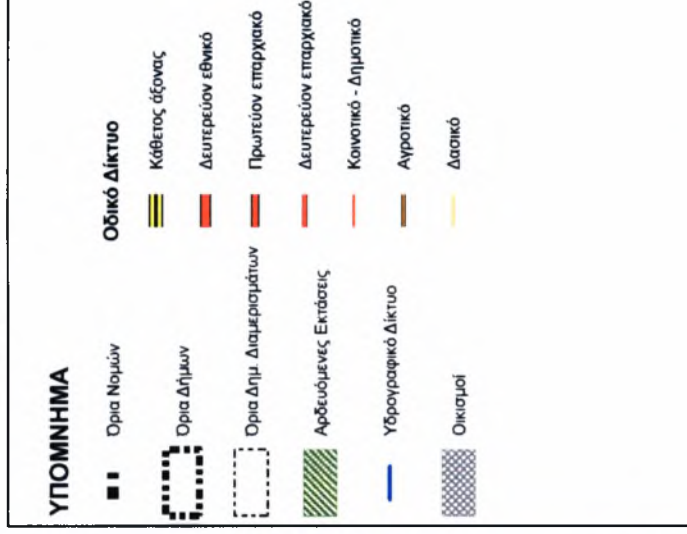 ΥΠΟΜΝΗΜΑ
Όρια Νομών
Όρια Δήμων
Όρια Δημ. Διαμερισμάτων
Αρδευόμενες Εκτάσεις
Υδρογραφικό Δίκτυο
Οικισμοί
Οδικό Δίκτυο
Κάθετος άξονας
Δευτερεύον εθνικό
Πρωτεύον επαρχιακό
Δευτερεύον επαρχιακό
Κοινοτικό - Δημοτικό
Αγροτικό
Δασικό